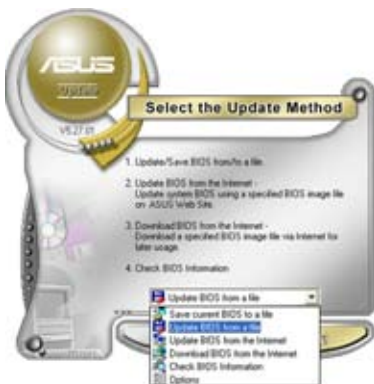 ASUS
Update
V6.27.01
Select the Update Method
1. Update/Save BIOS from/to a file.
2. Update BIOS from the Internet -
Update system BIOS using a specified BIOS image file
on ASUS Web Site.
3. Download BIOS from the Internet -
Download a specified BIOS image file via Internet for
later usage.
4. Check BIOS Information
Update BIOS from a file
Save current BIOS to a file
Update BIOS from a file
Update BIOS from the Internet
Download BIOS from the Internet
Check BIOS Information
Options